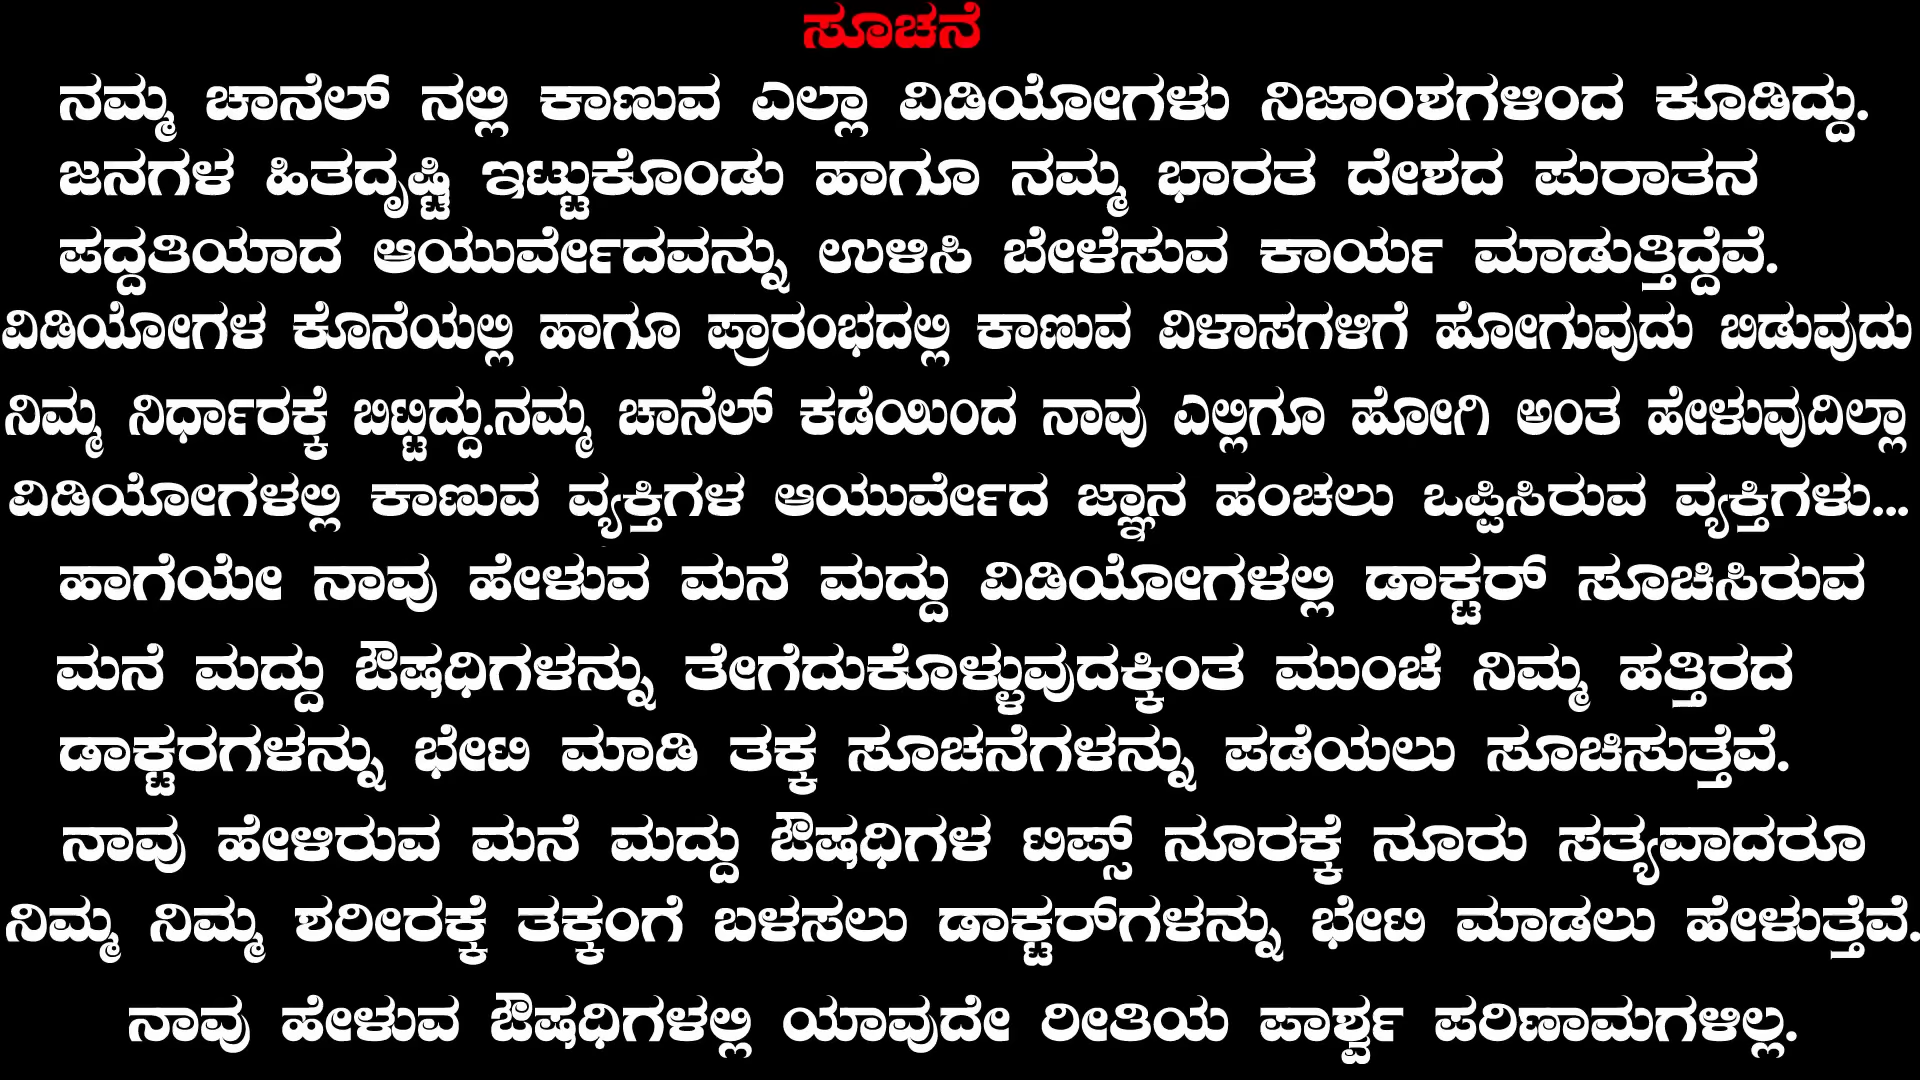 ಸೂಚನೆ
ನಮ್ಮ ಚಾನೆಲ್ ನಲ್ಲಿ ಕಾಣುವ ಎಲ್ಲಾ ವಿಡಿಯೋಗಳು ನಿಜಾಂಶಗಳಿಂದ ಕೂಡಿದ್ದು.
ಜನಗಳ ಹಿತದೃಷ್ಟಿ ಇಟ್ಟುಕೊಂಡು ಹಾಗೂ ನಮ್ಮ ಭಾರತ ದೇಶದ ಪುರಾತನ
ಪದ್ದತಿಯಾದ ಆಯುರ್ವೇದವನ್ನು ಉಳಿಸಿ ಬೇಳೆಸುವ ಕಾರ್ಯ ಮಾಡುತ್ತಿದ್ದೆವೆ.
ವಿಡಿಯೋಗಳ ಕೊನೆಯಲ್ಲಿ ಹಾಗೂ ಪ್ರಾರಂಭದಲ್ಲಿ ಕಾಣುವ ವಿಳಾಸಗಳಿಗೆ ಹೋಗುವುದು ಬಿಡುವುದು
ನಿಮ್ಮ ನಿರ್ಧಾರಕ್ಕೆ ಬಿಟ್ಟಿದ್ದು.ನಮ್ಮ ಚಾನೆಲ್ ಕಡೆಯಿಂದ ನಾವು ಎಲ್ಲಿಗೂ ಹೋಗಿ ಅಂತ ಹೇಳುವುದಿಲ್ಲಾ
ವಿಡಿಯೋಗಳಲ್ಲಿ ಕಾಣುವ ವ್ಯಕ್ತಿಗಳ ಆಯುರ್ವೇದ ಜ್ಞಾನ ಹಂಚಲು ಒಪ್ಪಿಸಿರುವ ವ್ಯಕ್ತಿಗಳು...
ಹಾಗೆಯೇ ನಾವು ಹೇಳುವ ಮನೆ ಮದ್ದು ವಿಡಿಯೋಗಳಲ್ಲಿ ಡಾಕ್ಟರ್ ಸೂಚಿಸಿರುವ
ಮನೆ ಮದ್ದು ಔಷಧಿಗಳನ್ನು ತೇಗೆದುಕೊಳ್ಳುವುದಕ್ಕಿಂತ ಮುಂಚೆ ನಿಮ್ಮ ಹತ್ತಿರದ
ಡಾಕ್ಟರಗಳನ್ನು ಭೇಟಿ ಮಾಡಿ ತಕ್ಕ ಸೂಚನೆಗಳನ್ನು ಪಡೆಯಲು ಸೂಚಿಸುತ್ತೆವೆ.
ನಾವು ಹೇಳಿರುವ ಮನೆ ಮದ್ದು ಔಷಧಿಗಳ ಟಿಪ್ಸ್ ನೂರಕ್ಕೆ ನೂರು ಸತ್ಯವಾದರೂ
ನಿಮ್ಮ ನಿಮ್ಮ ಶರೀರಕ್ಕೆ ತಕ್ಕಂಗೆ ಬಳಸಲು ಡಾಕ್ಟರ್‌ಗಳನ್ನು ಭೇಟಿ ಮಾಡಲು ಹೇಳುತ್ತೆವೆ.
ನಾವು ಹೇಳುವ ಔಷಧಿಗಳಲ್ಲಿ ಯಾವುದೇ ರೀತಿಯ ಪಾರ್ಶ್ವ ಪರಿಣಾಮಗಳಿಲ್ಲ.